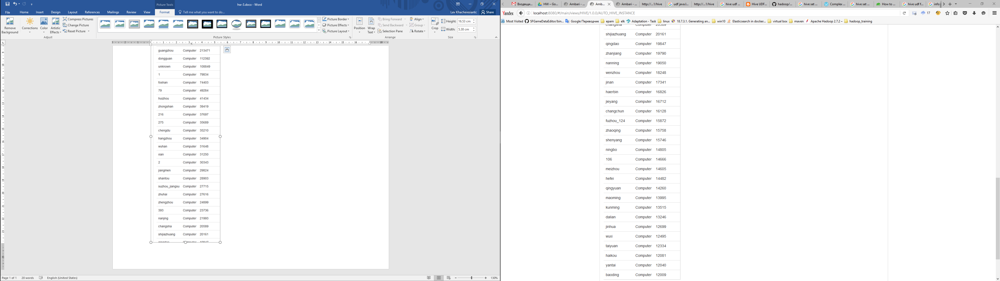 hw-3.docx - Word
Picture Tools
File Home Insert Design Layout References Mailings Review View Format Tell me what you want to do...
Lev Khacheresiantc Share
Remove Background
Corrections
Color
Artistic Effects
Compress Pictures
Change Picture
Reset Picture
Adjust
Picture Styles
Picture Border
Picture Effects
Picture Layout
Position
Wrap Text
Bring Forward
Send Backward
Selection Pane
Align
Group
Rotate
Arrange
Crop
Height: 16.53 cm
Width: 5.38 cm
Size
guangzhou Computer 213471
dongguan Computer 112392
unknown Computer 108849
1 Computer 79834
foshan Computer 74403
79 Computer 49284
huizhou Computer 41434
zhongshan Computer 39419
216 Computer 37697
275 Computer 35689
chengdu Computer 35210
hangzhou Computer 34904
wuhan Computer 31648
xian Computer 31250
2 Computer 30343
jiangmen Computer 29824
shantou Computer 28903
suzhou_jiangsu Computer 27715
zhuhai Computer 27616
zhengzhou Computer 24899
393 Computer 23736
nanjing Computer 21993
changsha Computer 20589
shijiazhuang Computer 20161
qingdao Computer 19847
Page 1 of 1 20 words English (United States) 130%
Входящи... HW – Go... Ambari - ... Amb... Ambari - ... http://...1/hive udf java.l... http://...1/hive hive udf ... Hive UDF... hadoop/... hive set ... Complex ... hive set ... How to ... hive udf f... info
Yandex localhost:8080/#/main/views/HIVE/1.0.0/AUTO_HIVE_INSTANCE 17
Most Visited SFGameDataEditor/bin... Google Переводчик epam elk Adaptation - Task linux 18.7.3.1. Generating an... win10 Elasticsearch in docker... virtual box maven Apache Hadoop 2.7.2 – hadoop_training
changsha Computer 20589
shijiazhuang Computer 20161
qingdao Computer 19847
zhanjiang Computer 19790
nanning Computer 19050
wenzhou Computer 18248
jinan Computer 17341
haerbin Computer 16826
jieyang Computer 16712
changchun Computer 16128
fuzhou_124 Computer 15872
zhaoqing Computer 15758
shenyang Computer 15746
ningbo Computer 14805
106 Computer 14666
meizhou Computer 14605
hefei Computer 14482
qingyuan Computer 14260
maoming Computer 13995
kunming Computer 13515
dalian Computer 13246
jinhua Computer 12699
wuxi Computer 12495
taiyuan Computer 12334
haikou Computer 12081
yantai Computer 12040
baoding Computer 12009